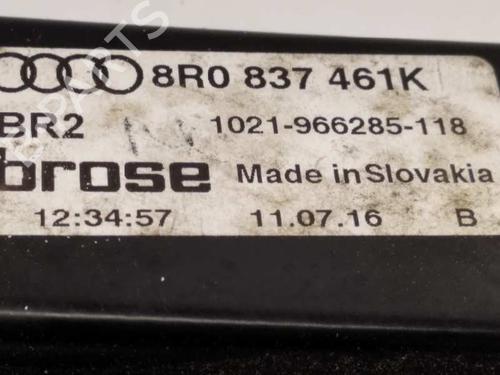 8R0 837 461K
BR2 1021-966285-118
brose Made in Slovakia
12:34:57 11.07.16 B